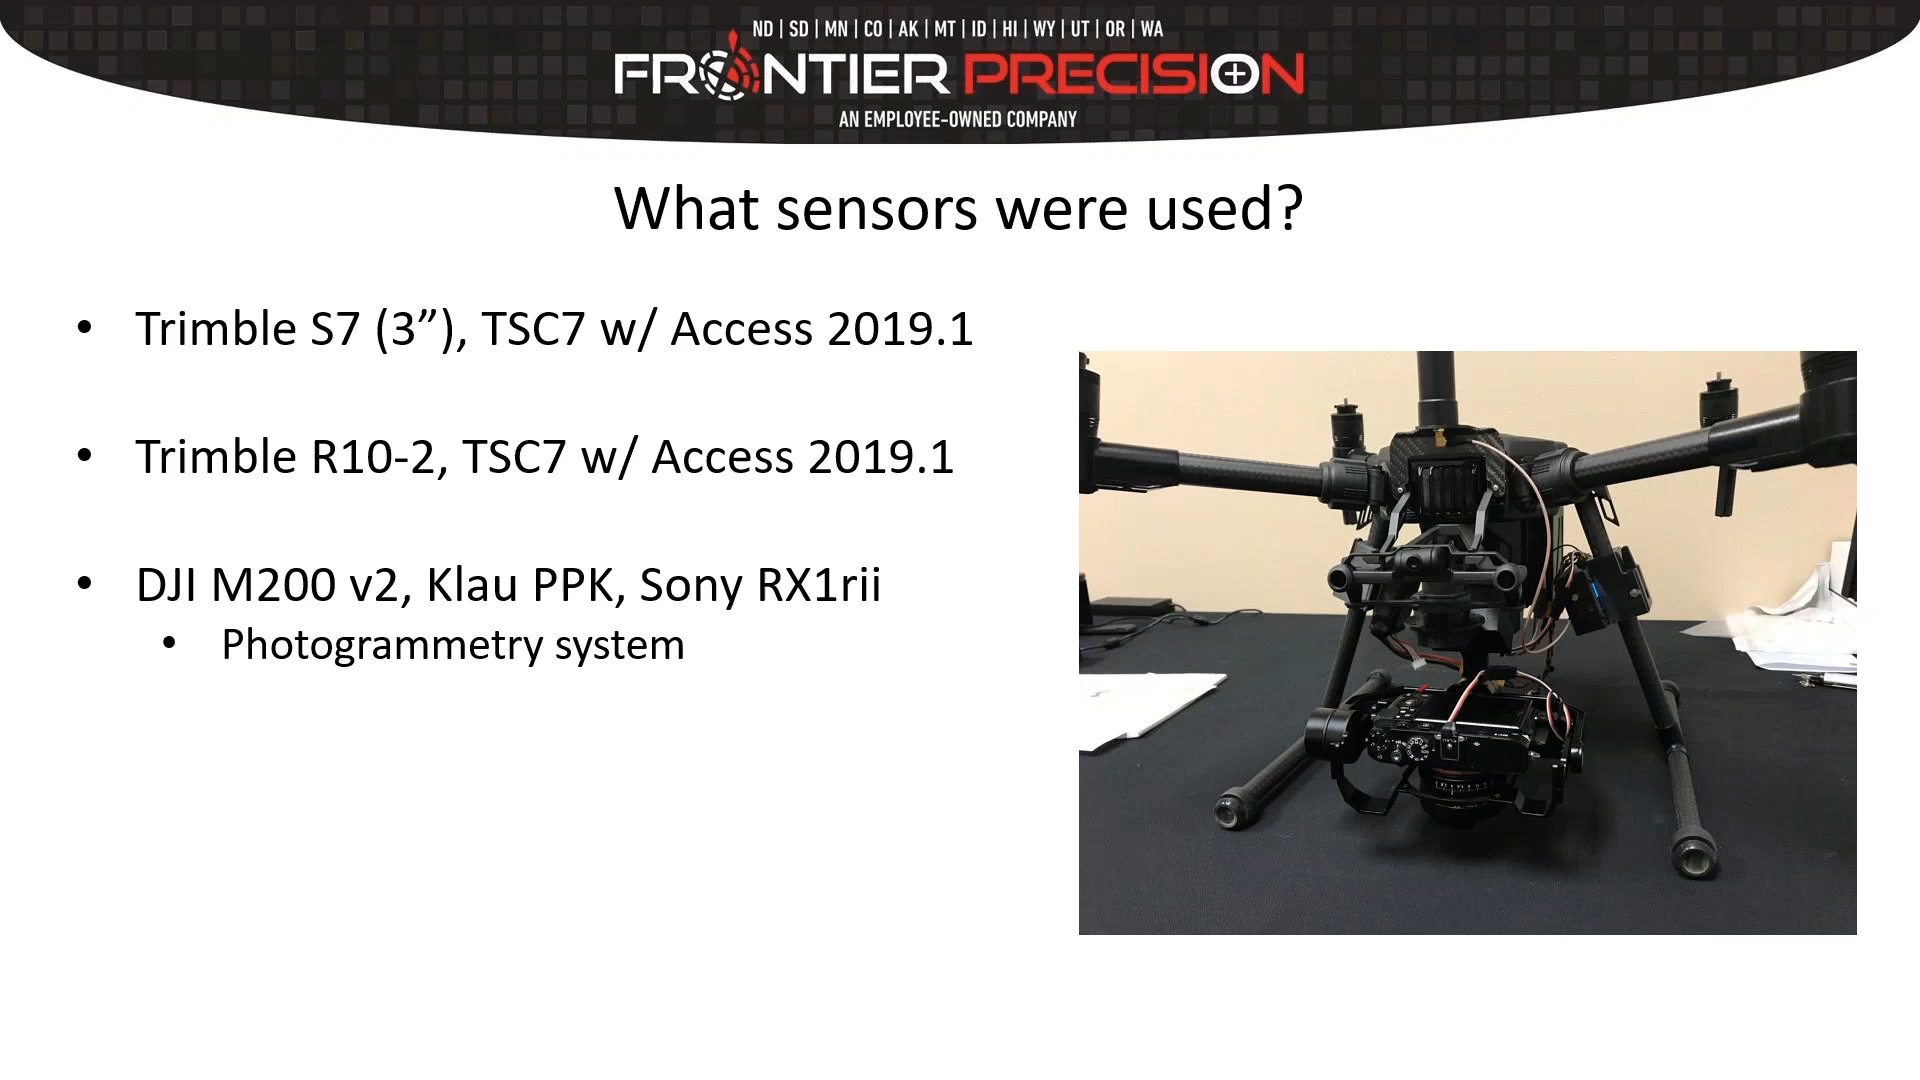 ND | SD | MN | CO | AK | MT | ID | HI | WY | UT | OR | WA
FRONTIER PRECISION
AN EMPLOYEE-OWNED COMPANY
What sensors were used?
• Trimble S7 (3”), TSC7 w/ Access 2019.1
• Trimble R10-2, TSC7 w/ Access 2019.1
• DJI M200 v2, Klau PPK, Sony RX1rii
• Photogrammetry system